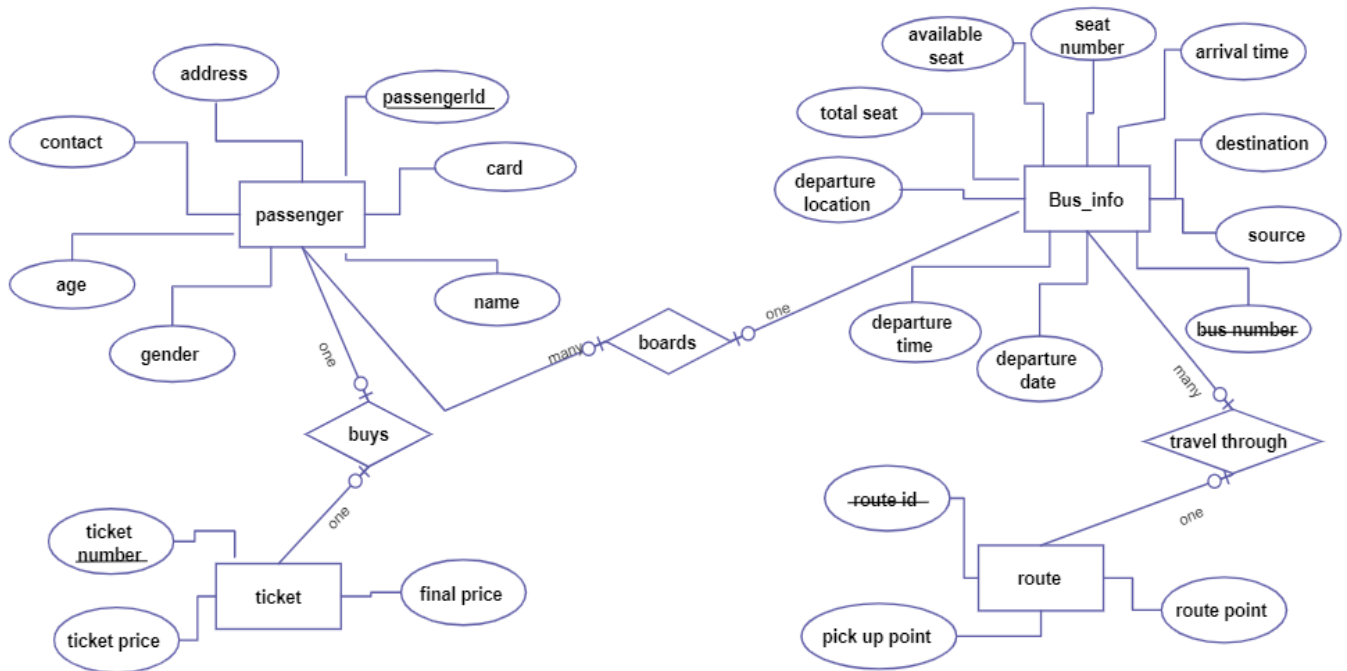 address
passengerId
contact
card
passenger
age
name
gender
one
many
boards
one
buys
one
ticket
number
ticket
final price
ticket price
available
seat
seat
number
arrival time
total seat
destination
departure
location
Bus_info
source
departure
time
departure
date
bus number
many
travel through
one
route id
route
route point
pick up point